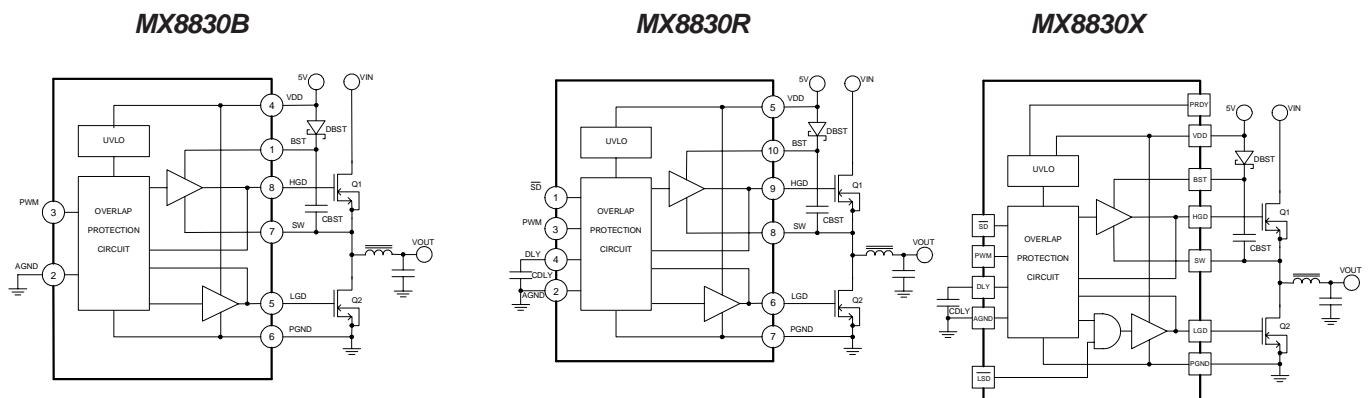 MX8830B
5V
VIN
4
VDD
UVLO
DBST
1
BST
8
HGD
Q1
PWM
3
OVERLAP
PROTECTION
CIRCUIT
CBST
7
SW
VOUT
AGND
2
5
LGD
Q2
6
PGND
MX8830R
5V
VIN
5
VDD
UVLO
DBST
10
BST
9
HGD
Q1
SD
1
OVERLAP
PROTECTION
CIRCUIT
CBST
PWM
3
8
SW
VOUT
DLY
4
CDLY
AGND
2
6
LGD
Q2
7
PGND
MX8830X
PRDY
5V
VIN
VDD
UVLO
DBST
BST
HGD
Q1
SD
OVERLAP
PROTECTION
CIRCUIT
CBST
PWM
SW
VOUT
DLY
CDLY
AGND
LGD
Q2
PGND
LSD